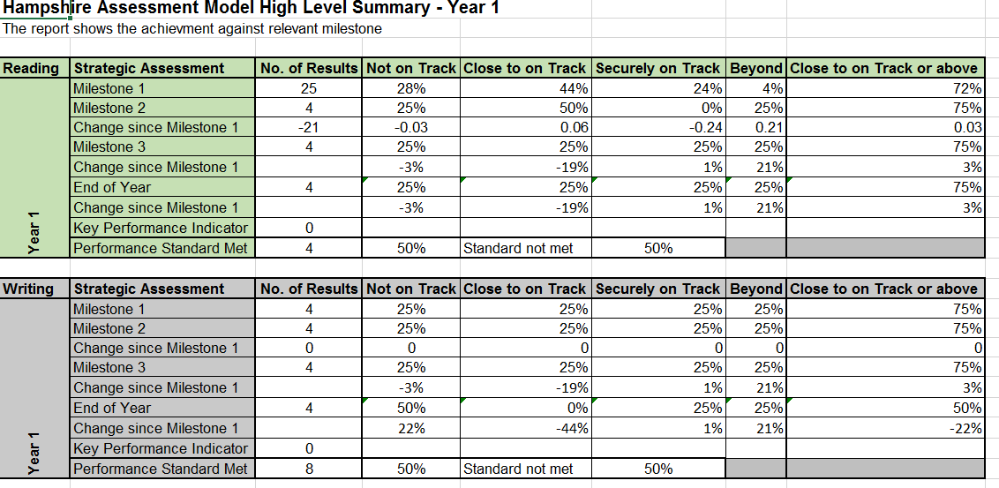 Hampshire Assessment Model High Level Summary - Year 1
The report shows the achievment against relevant milestone
Reading Strategic Assessment No. of Results Not on Track Close to on Track Securely on Track Beyond Close to on Track or above
Milestone 1 25 28% 44% 24% 4% 72%
Milestone 2 4 25% 50% 0% 25% 75%
Change since Milestone 1 -21 -0.03 0.06 -0.24 0.21 0.03
Milestone 3 4 25% 25% 25% 25% 75%
Change since Milestone 1 -3% -19% 1% 21% 3%
End of Year 4 25% 25% 25% 25% 75%
Change since Milestone 1 -3% -19% 1% 21% 3%
Key Performance Indicator 0
Year 1 Performance Standard Met 4 50% Standard not met 50%
Writing Strategic Assessment No. of Results Not on Track Close to on Track Securely on Track Beyond Close to on Track or above
Milestone 1 4 25% 25% 25% 25% 75%
Milestone 2 4 25% 25% 25% 25% 75%
Change since Milestone 1 0 0 0 0 0 0
Milestone 3 4 25% 25% 25% 25% 75%
Change since Milestone 1 -3% -19% 1% 21% 3%
End of Year 4 50% 0% 25% 25% 50%
Change since Milestone 1 22% -44% 1% 21% -22%
Key Performance Indicator 0
Year 1 Performance Standard Met 8 50% Standard not met 50%